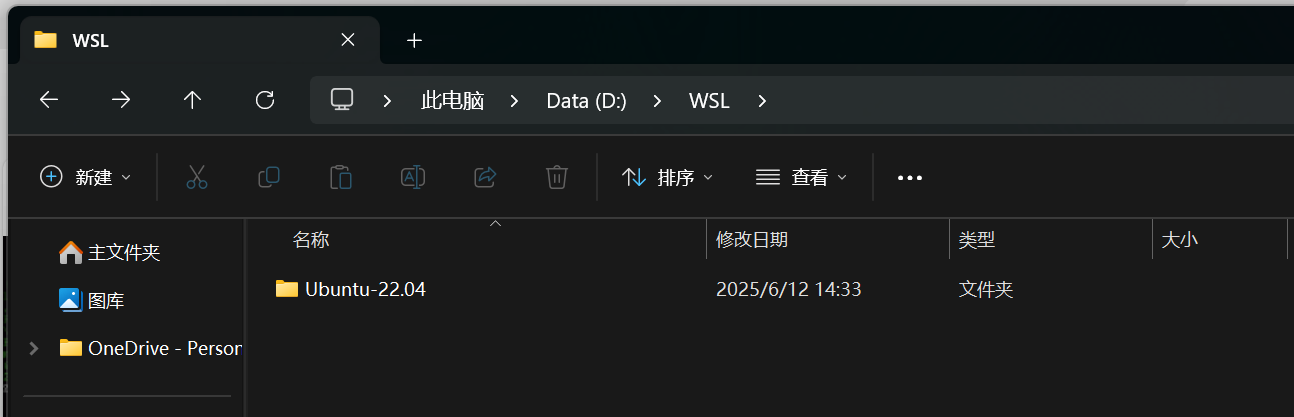 WSL
此电脑 Data (D:) WSL
新建 排序 查看
名称 修改日期 类型 大小
主文件夹
Ubuntu-22.04 2025/6/12 14:33 文件夹
图库
OneDrive - Person